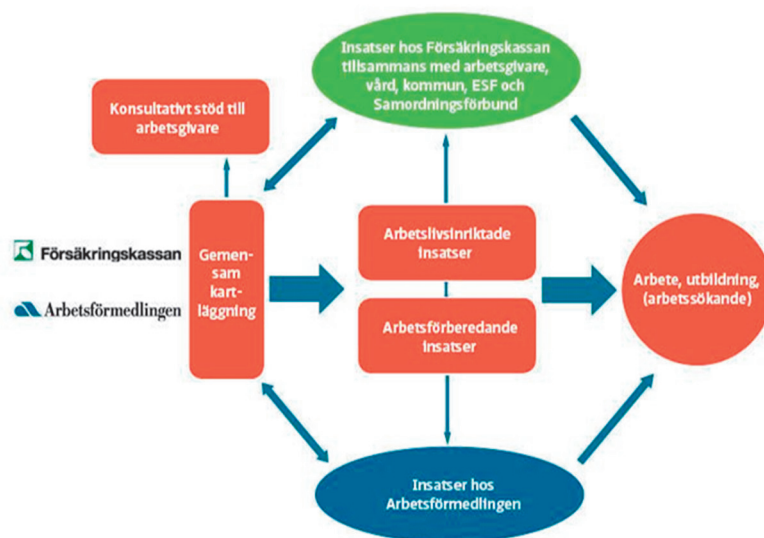 Insatser hos Försäkringskassan
tillsammans med arbetsgivare,
vård, kommun, ESF och
Samordningsförbund
Konsultativt stöd till
arbetsgivare
Försäkringskassan
Arbetsförmedlingen
Gemen-
sam
kart-
läggning
Arbetslivsinriktade
insatser
Arbetsförberedande
insatser
Arbete, utbildning,
(arbetssökande)
Insatser hos
Arbetsförmedlingen